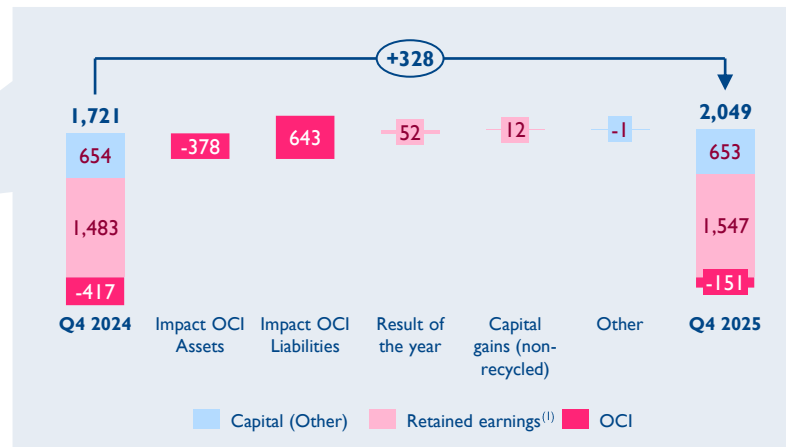 +328
1,721
2,049
654
-378
643
52
12
-1
653
1,483
1,547
-417
-151
Q4 2024
Impact OCI
Assets
Impact OCI
Liabilities
Result of
the year
Capital
gains (non-
recycled)
Other
Q4 2025
Capital (Other)
Retained earnings(1)
OCI